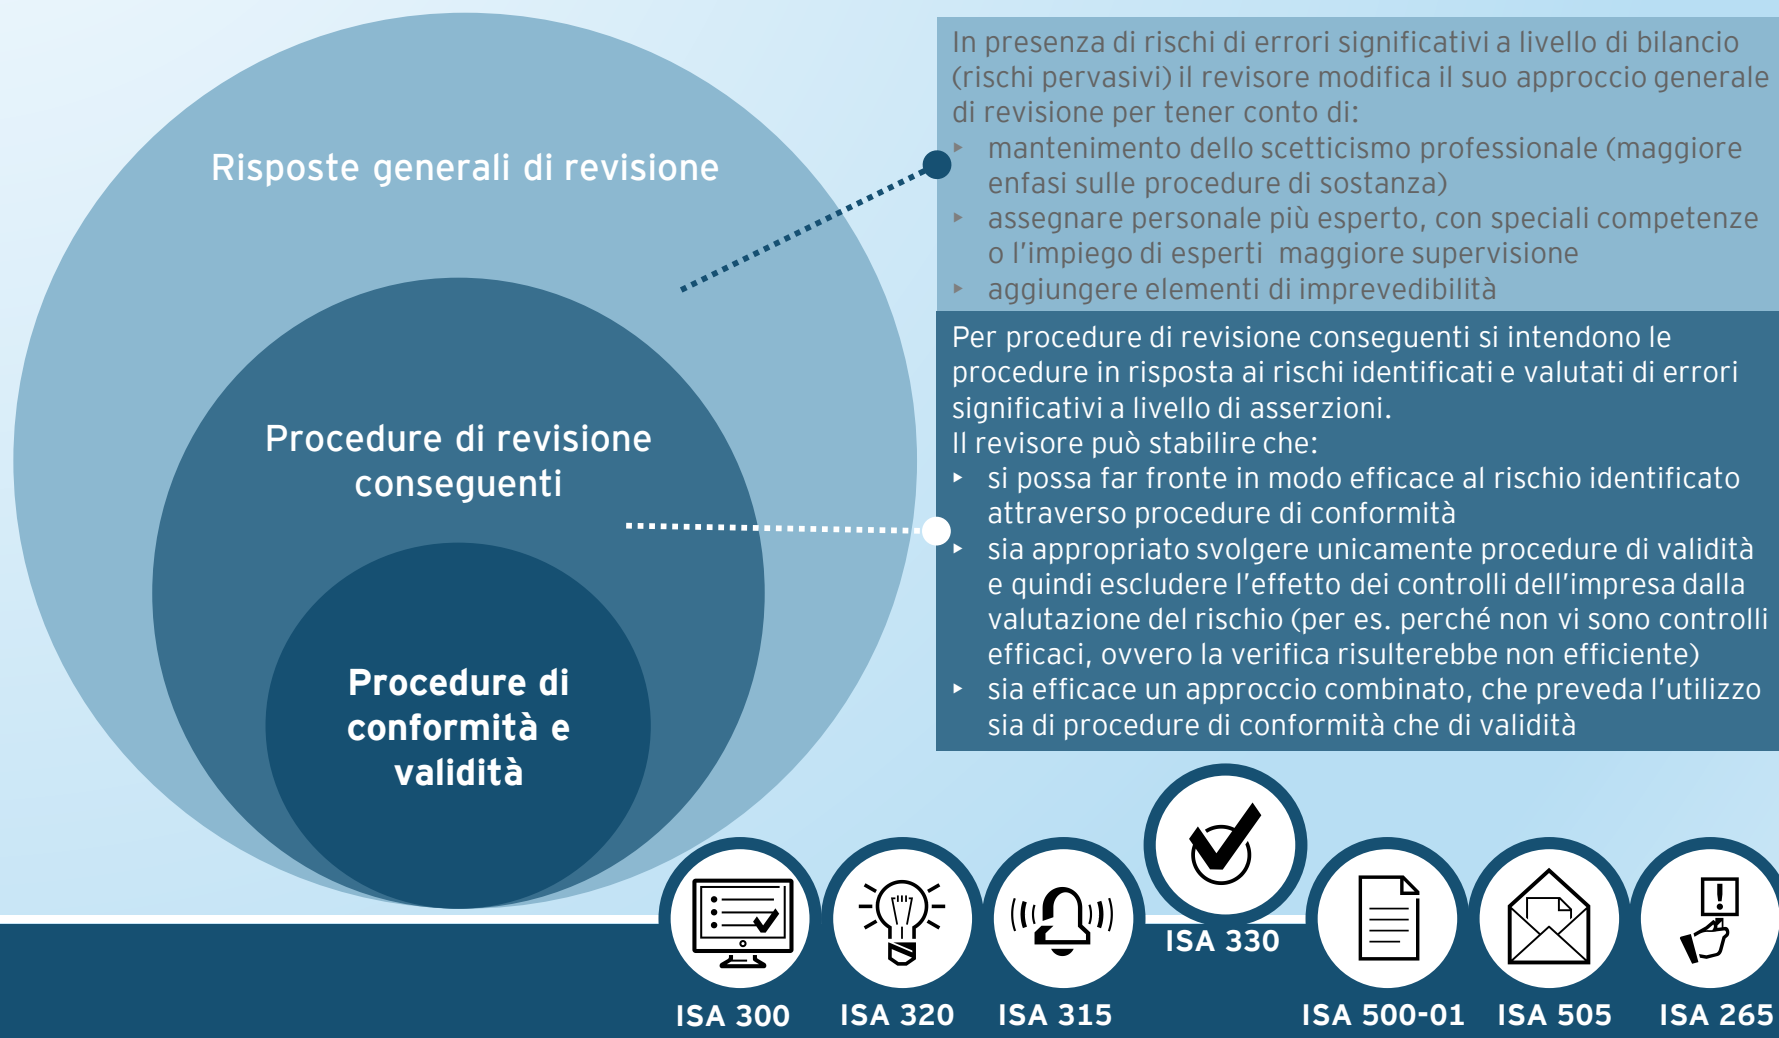 Risposte generali di revisione
Procedure di revisione
conseguenti
Procedure di
conformità e
validità
In presenza di rischi di errori significativi a livello di bilancio
(rischi pervasivi) il revisore modifica il suo approccio generale
di revisione per tener conto di:
‣ mantenimento dello scetticismo professionale (maggiore
enfasi sulle procedure di sostanza)
‣ assegnare personale più esperto, con speciali competenze
o l'impiego di esperti  maggiore supervisione
‣ aggiungere elementi di imprevedibilità
Per procedure di revisione conseguenti si intendono le
procedure in risposta ai rischi identificati e valutati di errori
significativi a livello di asserzioni.
Il revisore può stabilire che:
‣ si possa far fronte in modo efficace al rischio identificato
attraverso procedure di conformità
‣ sia appropriato svolgere unicamente procedure di validità
e quindi escludere l'effetto dei controlli dell'impresa dalla
valutazione del rischio (per es. perché non vi sono controlli
efficaci, ovvero la verifica risulterebbe non efficiente)
‣ sia efficace un approccio combinato, che preveda l'utilizzo
sia di procedure di conformità che di validità
ISA 300
ISA 320
ISA 315
ISA 330
ISA 500-01
ISA 505
ISA 265